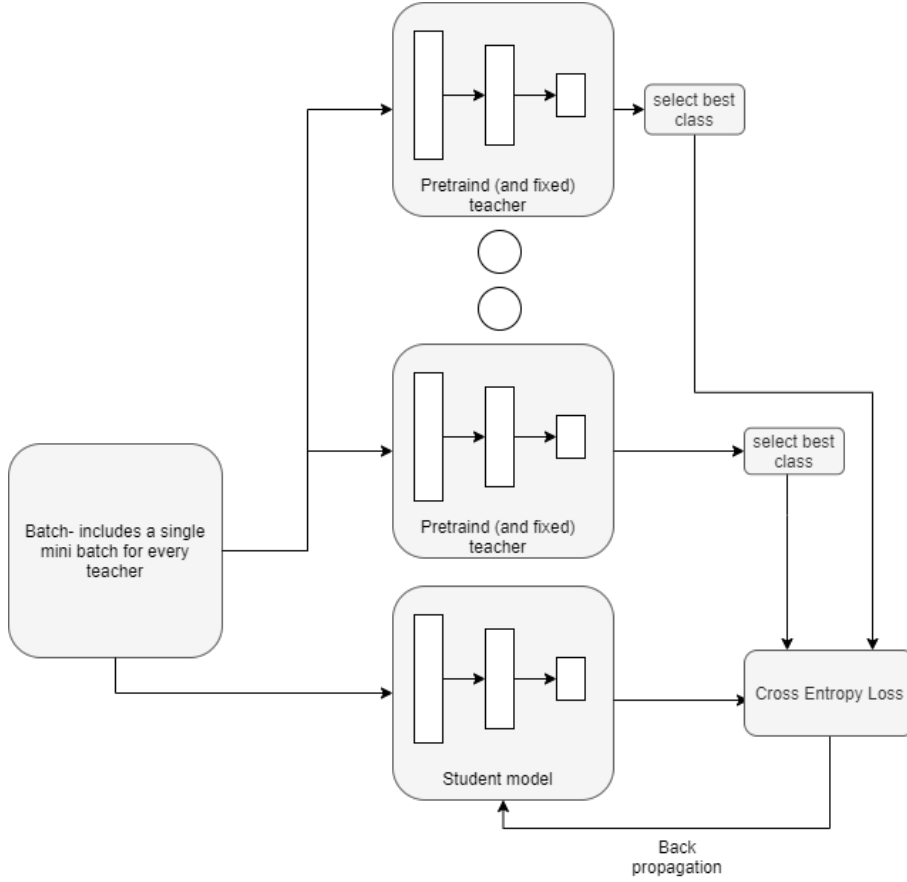 select best
class
Pretraind (and fixed)
teacher
select best
class
Batch- includes a single
mini batch for every
teacher
Pretraind (and fixed)
teacher
Cross Entropy Loss
Student model
Back
propagation